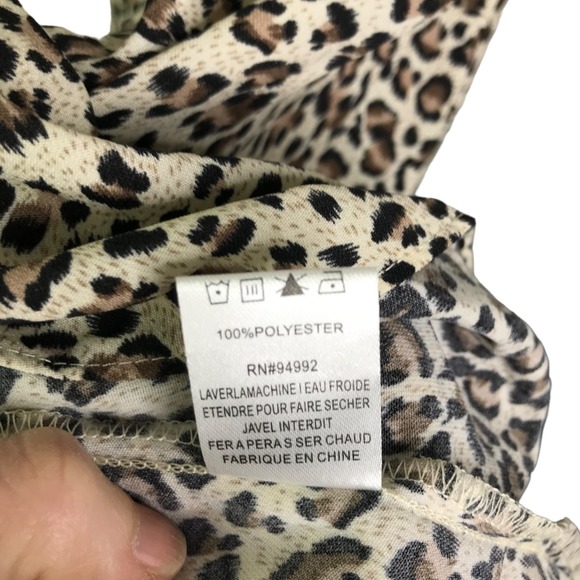 100%POLYESTER
RN#94992
LAVERLAMACHINE I EAU FROIDE
ETENDRE POUR FAIRE SECHER
JAVEL INTERDIT
FER A PERAS SER CHAUD
FABRIQUE EN CHINE